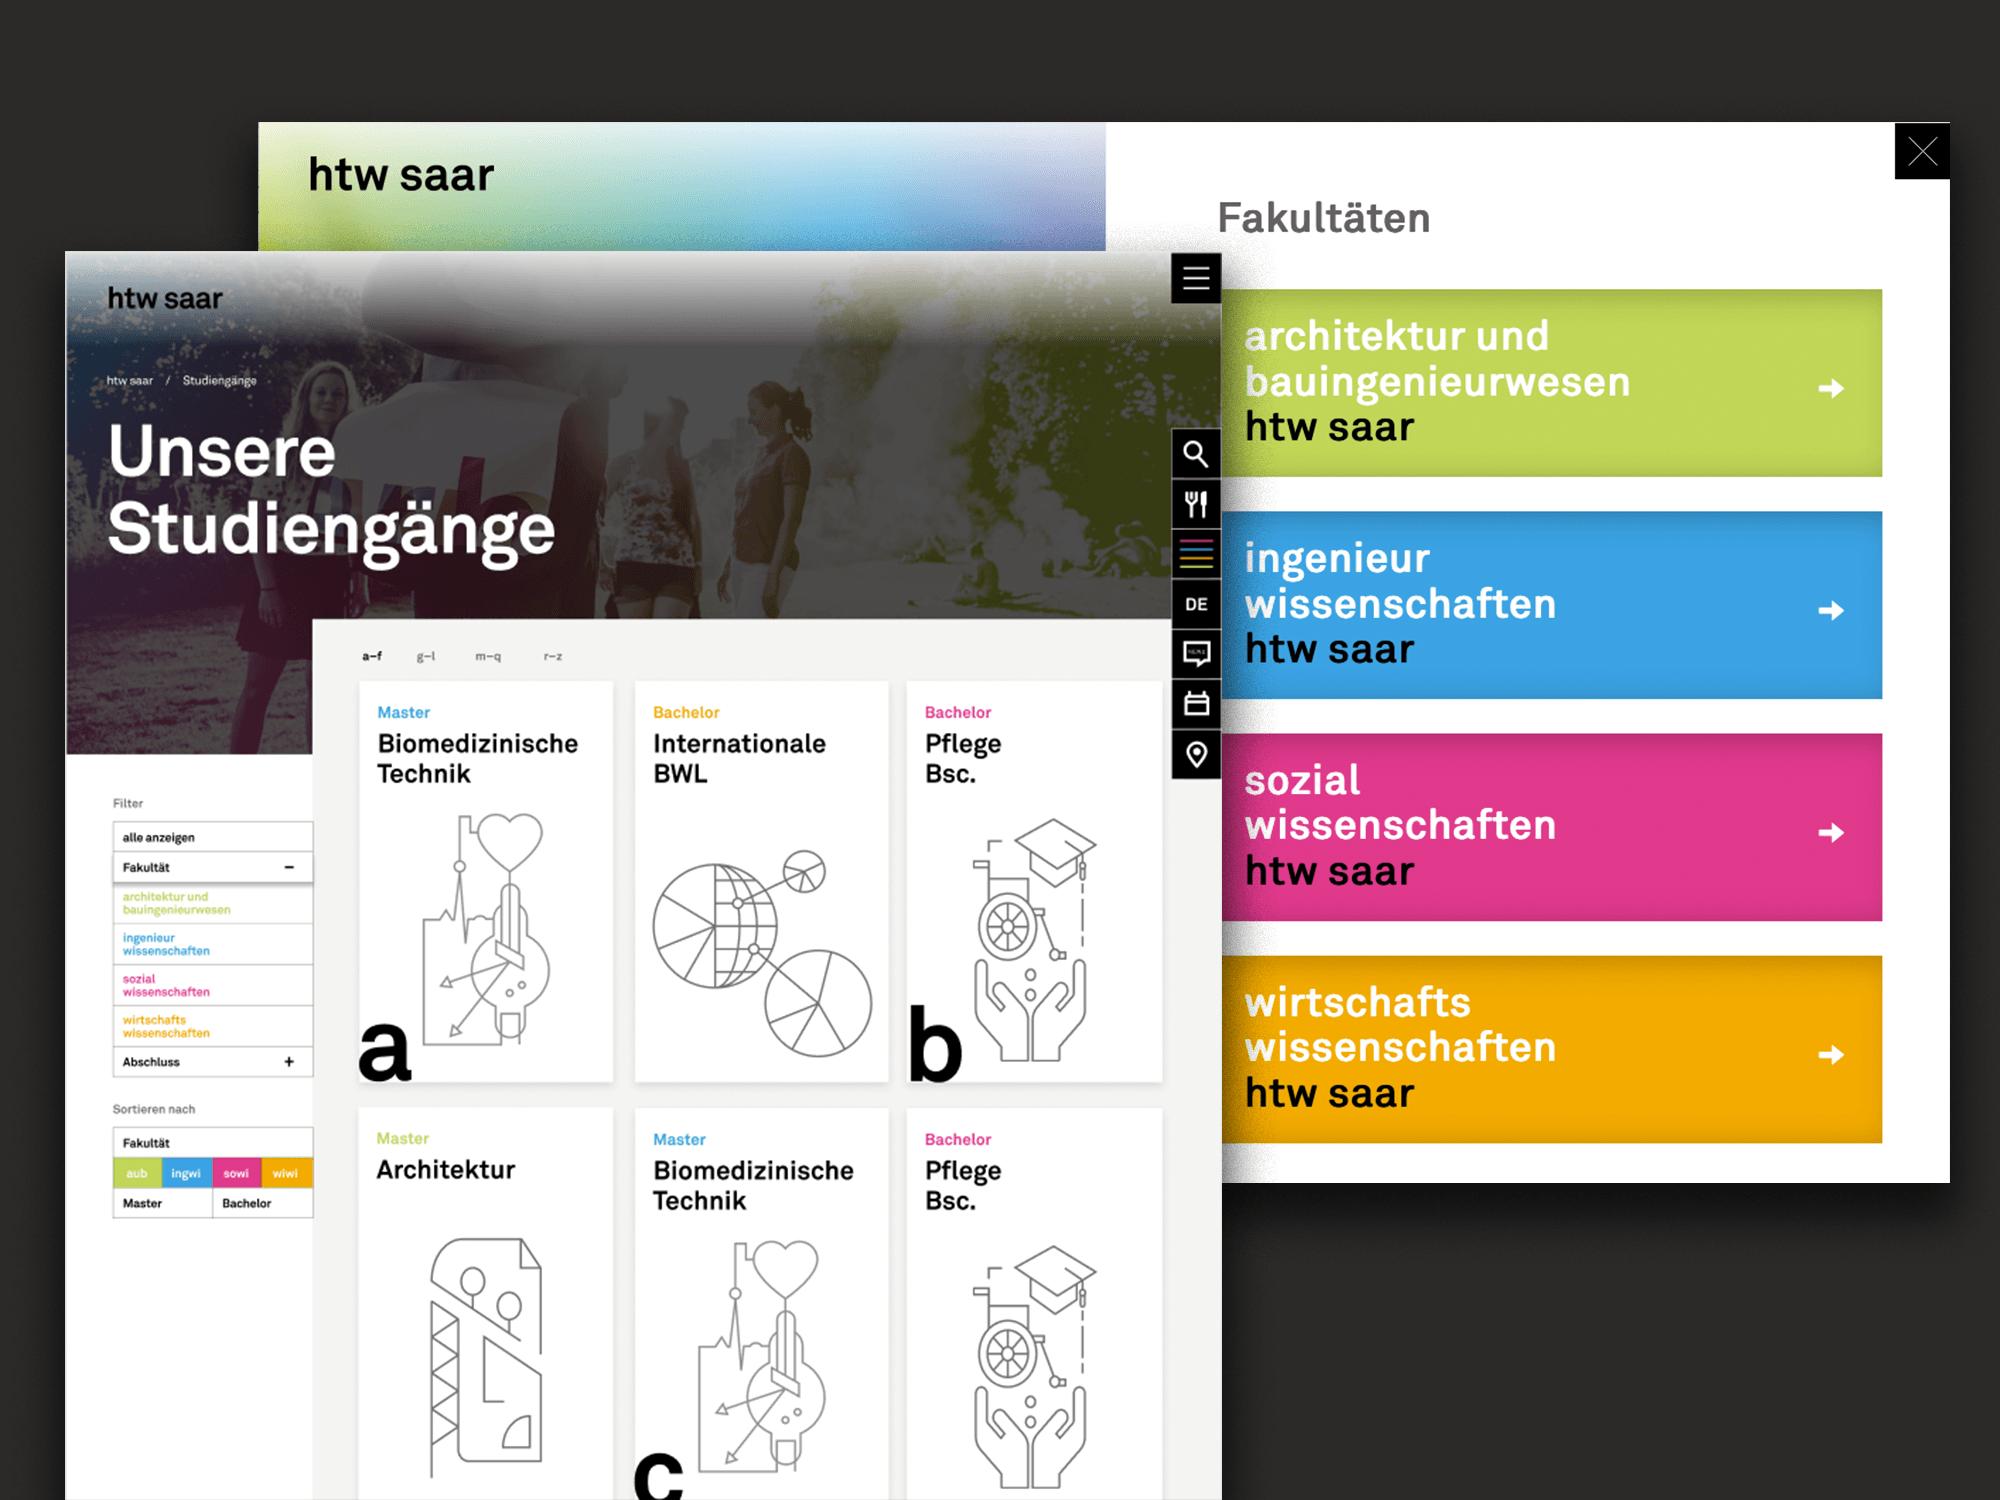 htw saar
Fakultäten
architektur und
bauingenieurwesen
htw saar
ingenieur
wissenschaften
htw saar
sozial
wissenschaften
htw saar
wirtschafts
wissenschaften
htw saar
htw saar
htw saar / Studiengänge
Unsere
Studiengänge
DE
a–f g–l m–q r–z
Filter
alle anzeigen
Fakultät –
architektur und
bauingenieurwesen
ingenieur
wissenschaften
sozial
wissenschaften
wirtschafts
wissenschaften
Abschluss +
Sortieren nach
Fakultät
aub ingwi sowi wiwi
Master Bachelor
Master
Biomedizinische
Technik
a
Bachelor
Internationale
BWL
Bachelor
Pflege
Bsc.
b
Master
Architektur
Master
Biomedizinische
Technik
c
Bachelor
Pflege
Bsc.